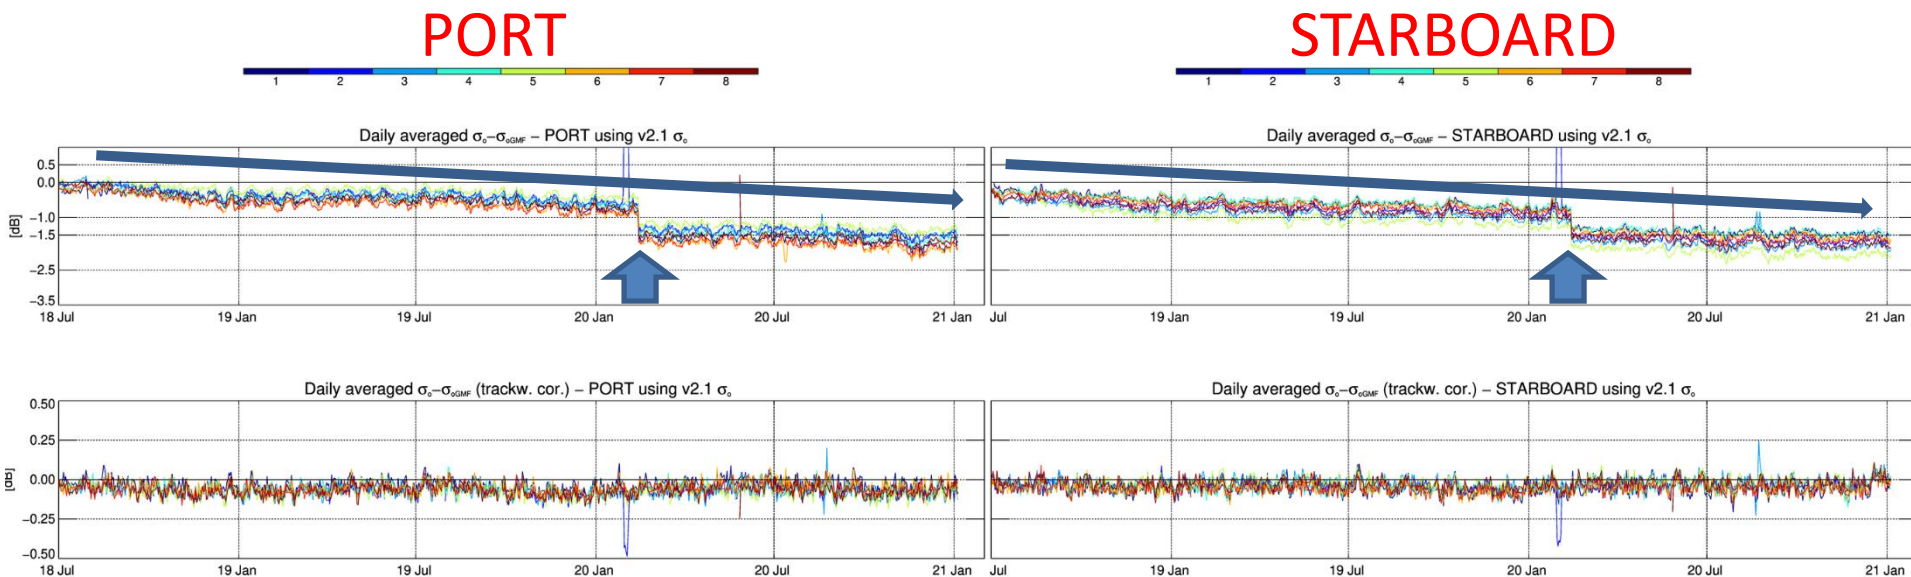 PORT
STARBOARD
1 2 3 4 5 6 7 8
1 2 3 4 5 6 7 8
Daily averaged σₒ–σₒGMF – PORT using v2.1 σₒ
0.5
0.0
−1.0
−1.5
−2.5
−3.5
[dB]
18 Jul 19 Jan 19 Jul 20 Jan 20 Jul 21 Jan
Daily averaged σₒ–σₒGMF – STARBOARD using v2.1 σₒ
Jul 19 Jan 19 Jul 20 Jan 20 Jul 21 Jan
Daily averaged σₒ–σₒGMF (trackw. cor.) – PORT using v2.1 σₒ
0.50
0.25
0.00
−0.25
−0.50
[dB]
18 Jul 19 Jan 19 Jul 20 Jan 20 Jul 21 Jan
Daily averaged σₒ–σₒGMF (trackw. cor.) – STARBOARD using v2.1 σₒ
Jul 19 Jan 19 Jul 20 Jan 20 Jul 21 Jan